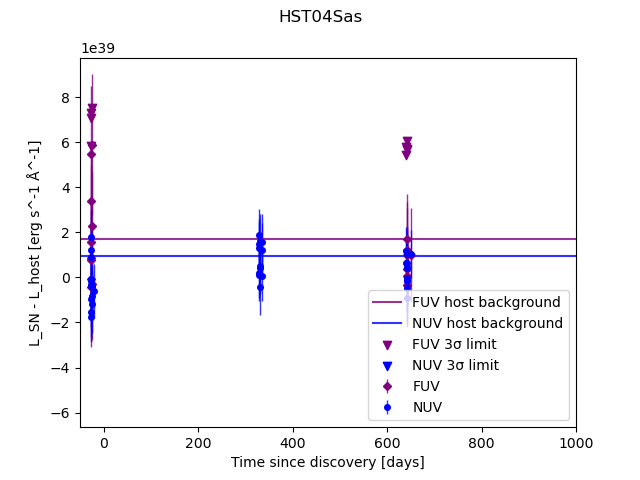 HST04Sas
1e39
L_SN - L_host [erg s^-1 Å^-1]
8
6
4
2
0
−2
−4
−6
FUV host background
NUV host background
FUV 3σ limit
NUV 3σ limit
FUV
NUV
0 200 400 600 800 1000
Time since discovery [days]